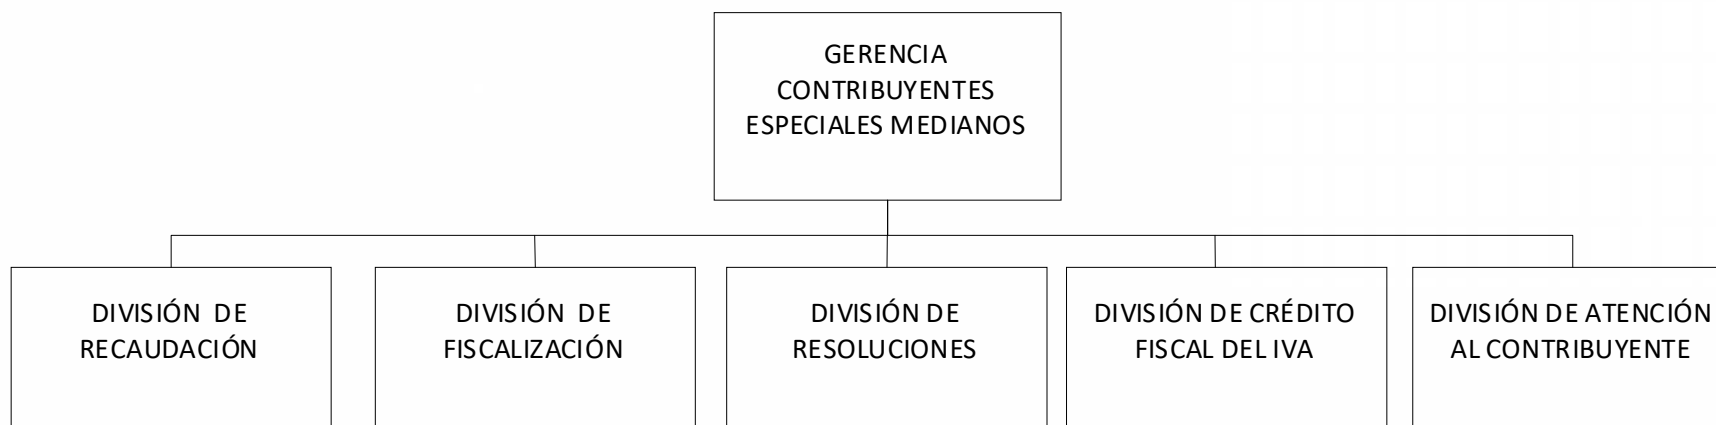 GERENCIA
CONTRIBUYENTES
ESPECIALES MEDIANOS
DIVISIÓN DE
RECAUDACIÓN
DIVISIÓN DE
FISCALIZACIÓN
DIVISIÓN DE
RESOLUCIONES
DIVISIÓN DE CRÉDITO
FISCAL DEL IVA
DIVISIÓN DE ATENCIÓN
AL CONTRIBUYENTE